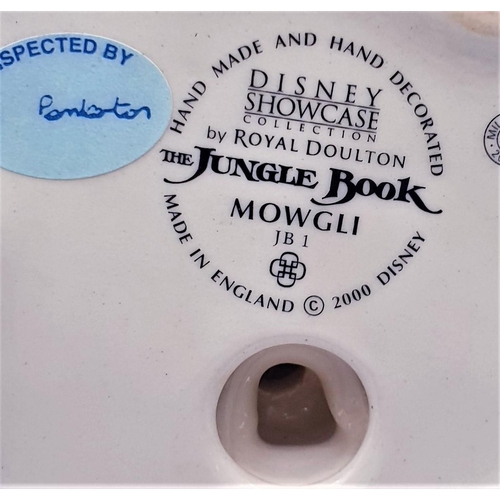 SPECTED BY
HAND MADE AND HAND DECORATED
DISNEY
SHOWCASE
COLLECTION
by ROYAL DOULTON
THE JUNGLE BOOK
MOWGLI
JB 1
MADE IN ENGLAND © 2000 DISNEY